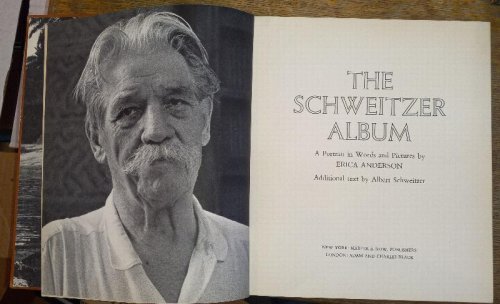 THE
SCHWEITZER
ALBUM
A Portrait in Words and Pictures by
ERICA ANDERSON
Additional text by Albert Schweitzer
NEW YORK: HARPER & ROW, PUBLISHERS
LONDON: ADAM AND CHARLES BLACK